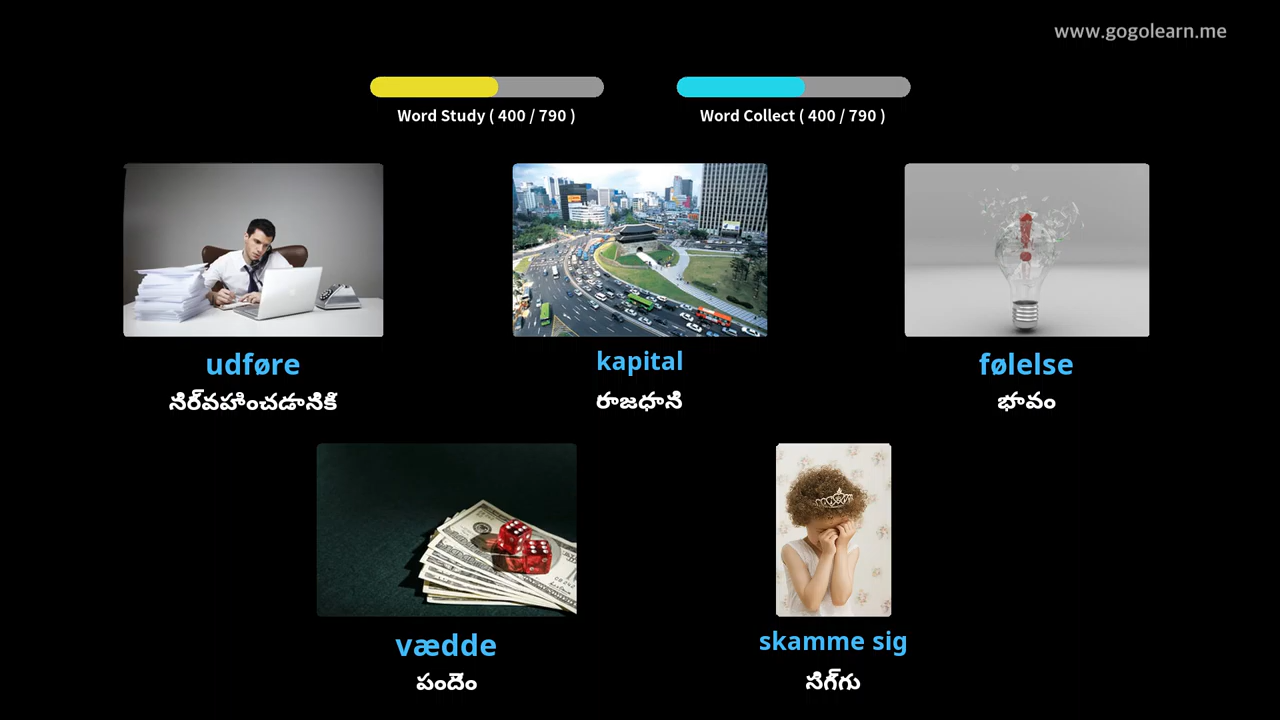 www.gogolearn.me
Word Study ( 400 / 790 )
Word Collect ( 400 / 790 )
udføre
నిర్వహించడానికి
kapital
రాజధాని
følelse
భావం
vædde
పందెం
skamme sig
సిగ్గు